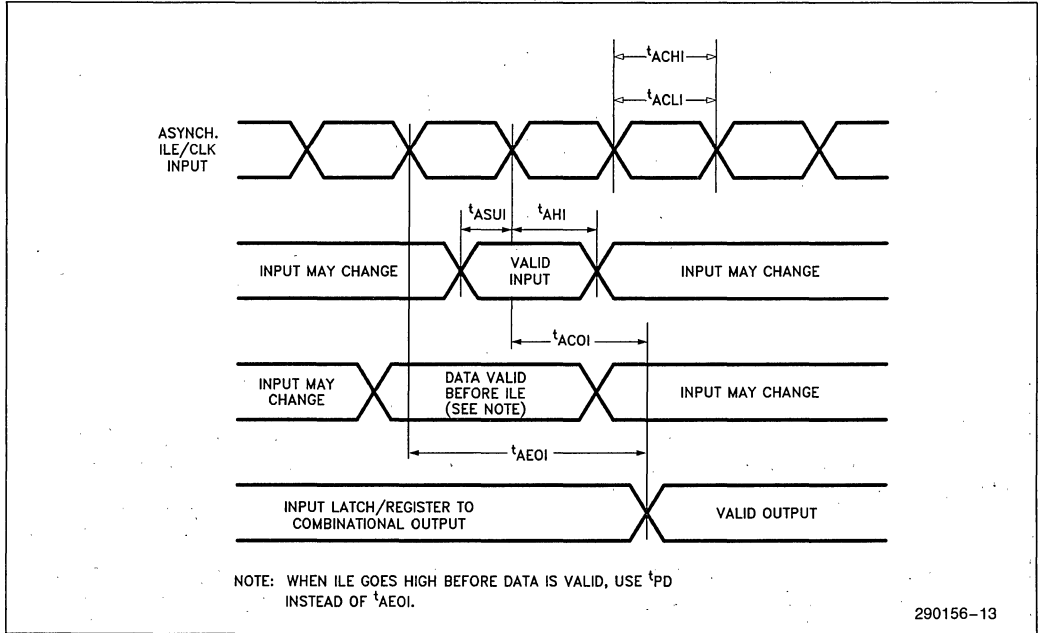 tACHI
tACLI
ASYNCH.
ILE/CLK
INPUT
tASUI
tAHI
INPUT MAY CHANGE
VALID
INPUT
INPUT MAY CHANGE
tACOI
INPUT MAY
CHANGE
DATA VALID
BEFORE ILE
(SEE NOTE)
INPUT MAY CHANGE
tAEOI
INPUT LATCH/REGISTER TO
COMBINATIONAL OUTPUT
VALID OUTPUT
NOTE: WHEN ILE GOES HIGH BEFORE DATA IS VALID, USE tPD
INSTEAD OF tAEOI.
290156-13